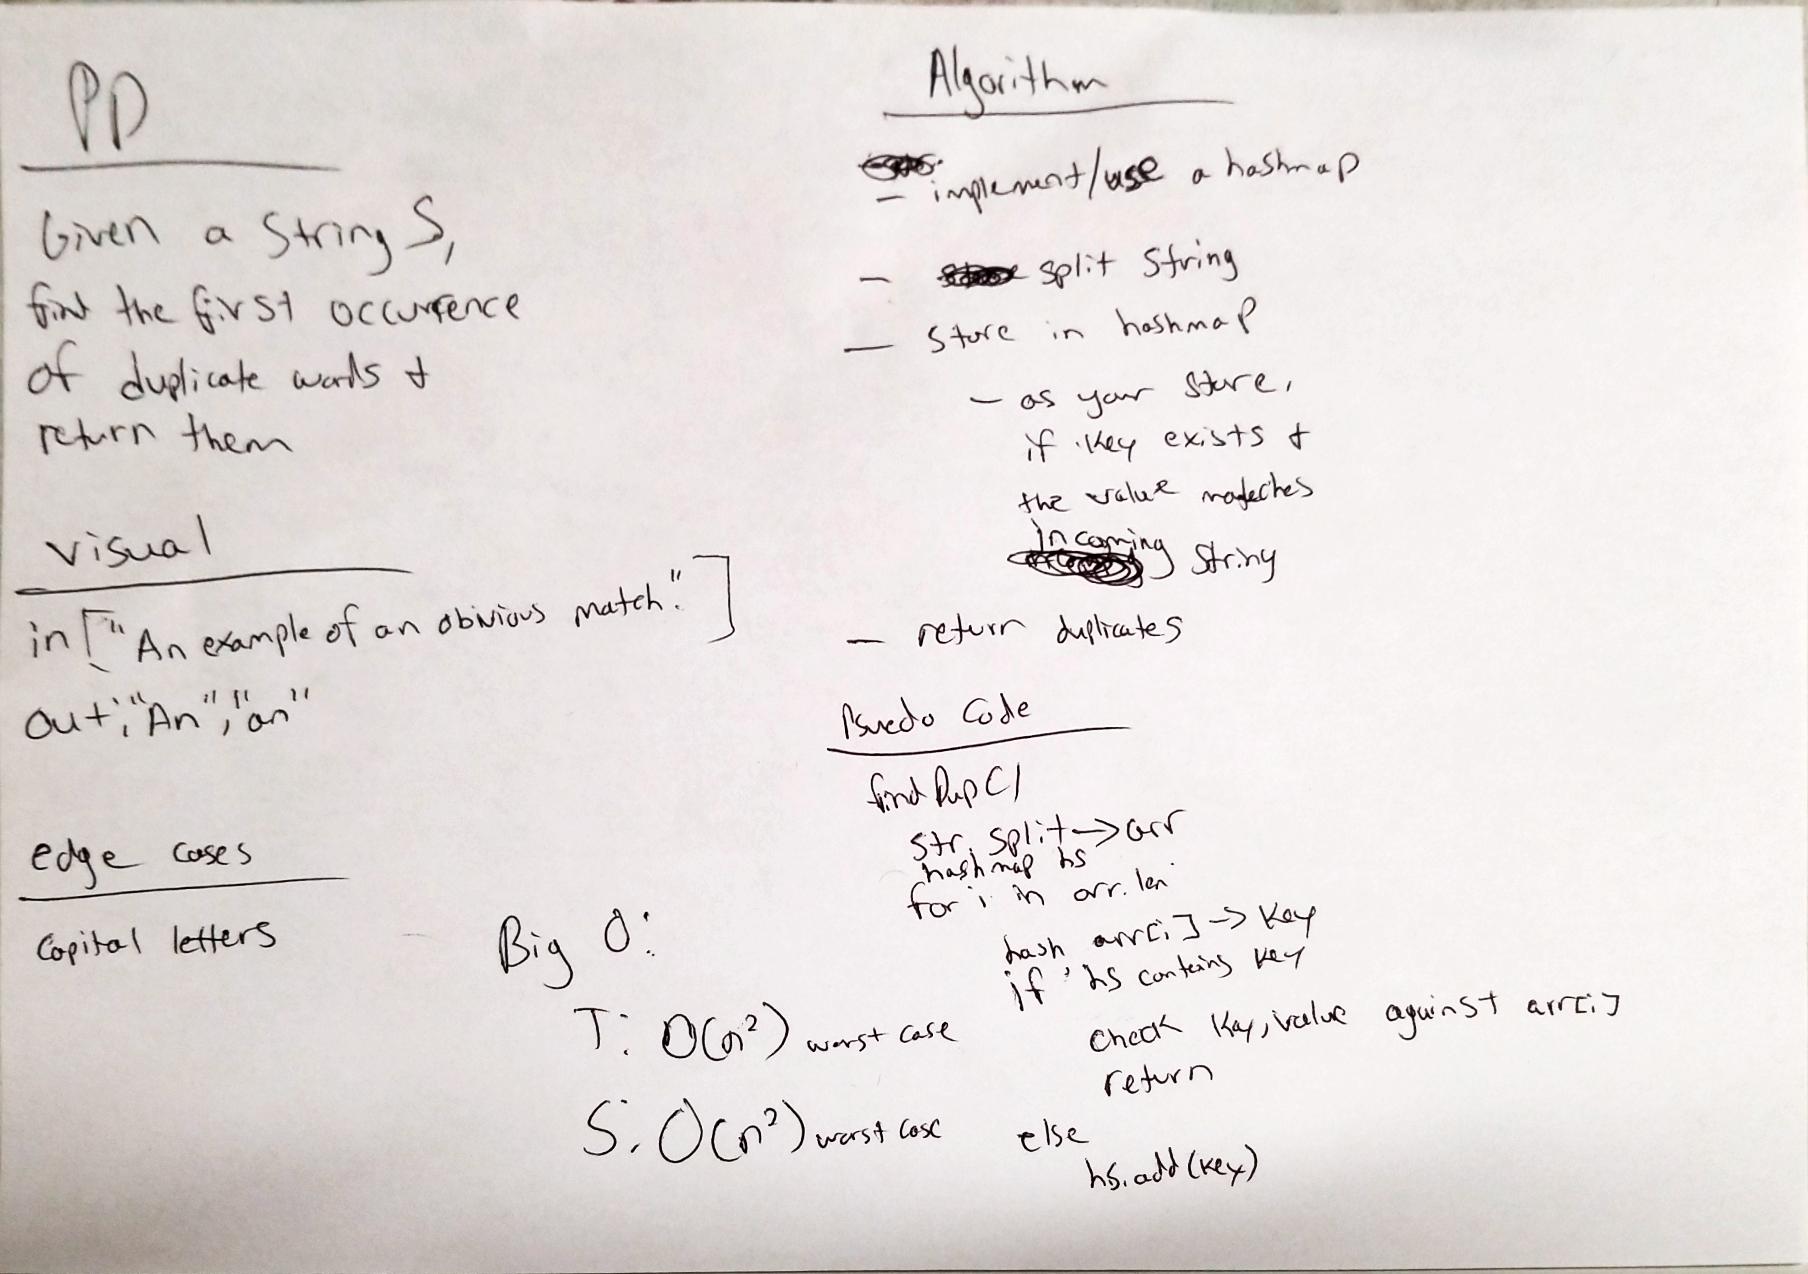 PD
Given a String S,
find the first occurrence
of duplicate words &
return them
visual
in ["An example of an obivious match."]
out; "An", "an"
edge cases
Capital letters
Big O:
T: O(n²) worst case
S: O(n²) worst case
Algorithm
- implement/use a hashmap
- split String
- Store in hashmap
- as your store,
if key exists &
the value matches
incoming String
- return duplicates
Psuedo Code
findDup()
str. split -> arr
hashmap hs
for i in arr. len
hash arr[i] -> key
if hs contains key
check key, value against arr[i]
return
else
hs.add(key)